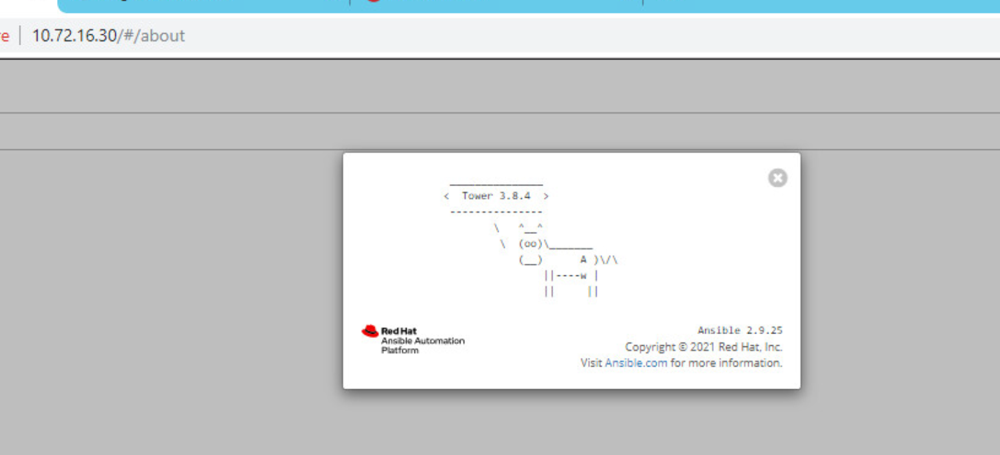 re | 10.72.16.30/#/about
_______________
<  Tower 3.8.4  >
---------------
        \   ^__^
         \  (oo)\_______
            (__)      A )\/\
                ||----w |
                ||     ||
Red Hat
Ansible Automation
Platform
Ansible 2.9.25
Copyright © 2021 Red Hat, Inc.
Visit Ansible.com for more information.